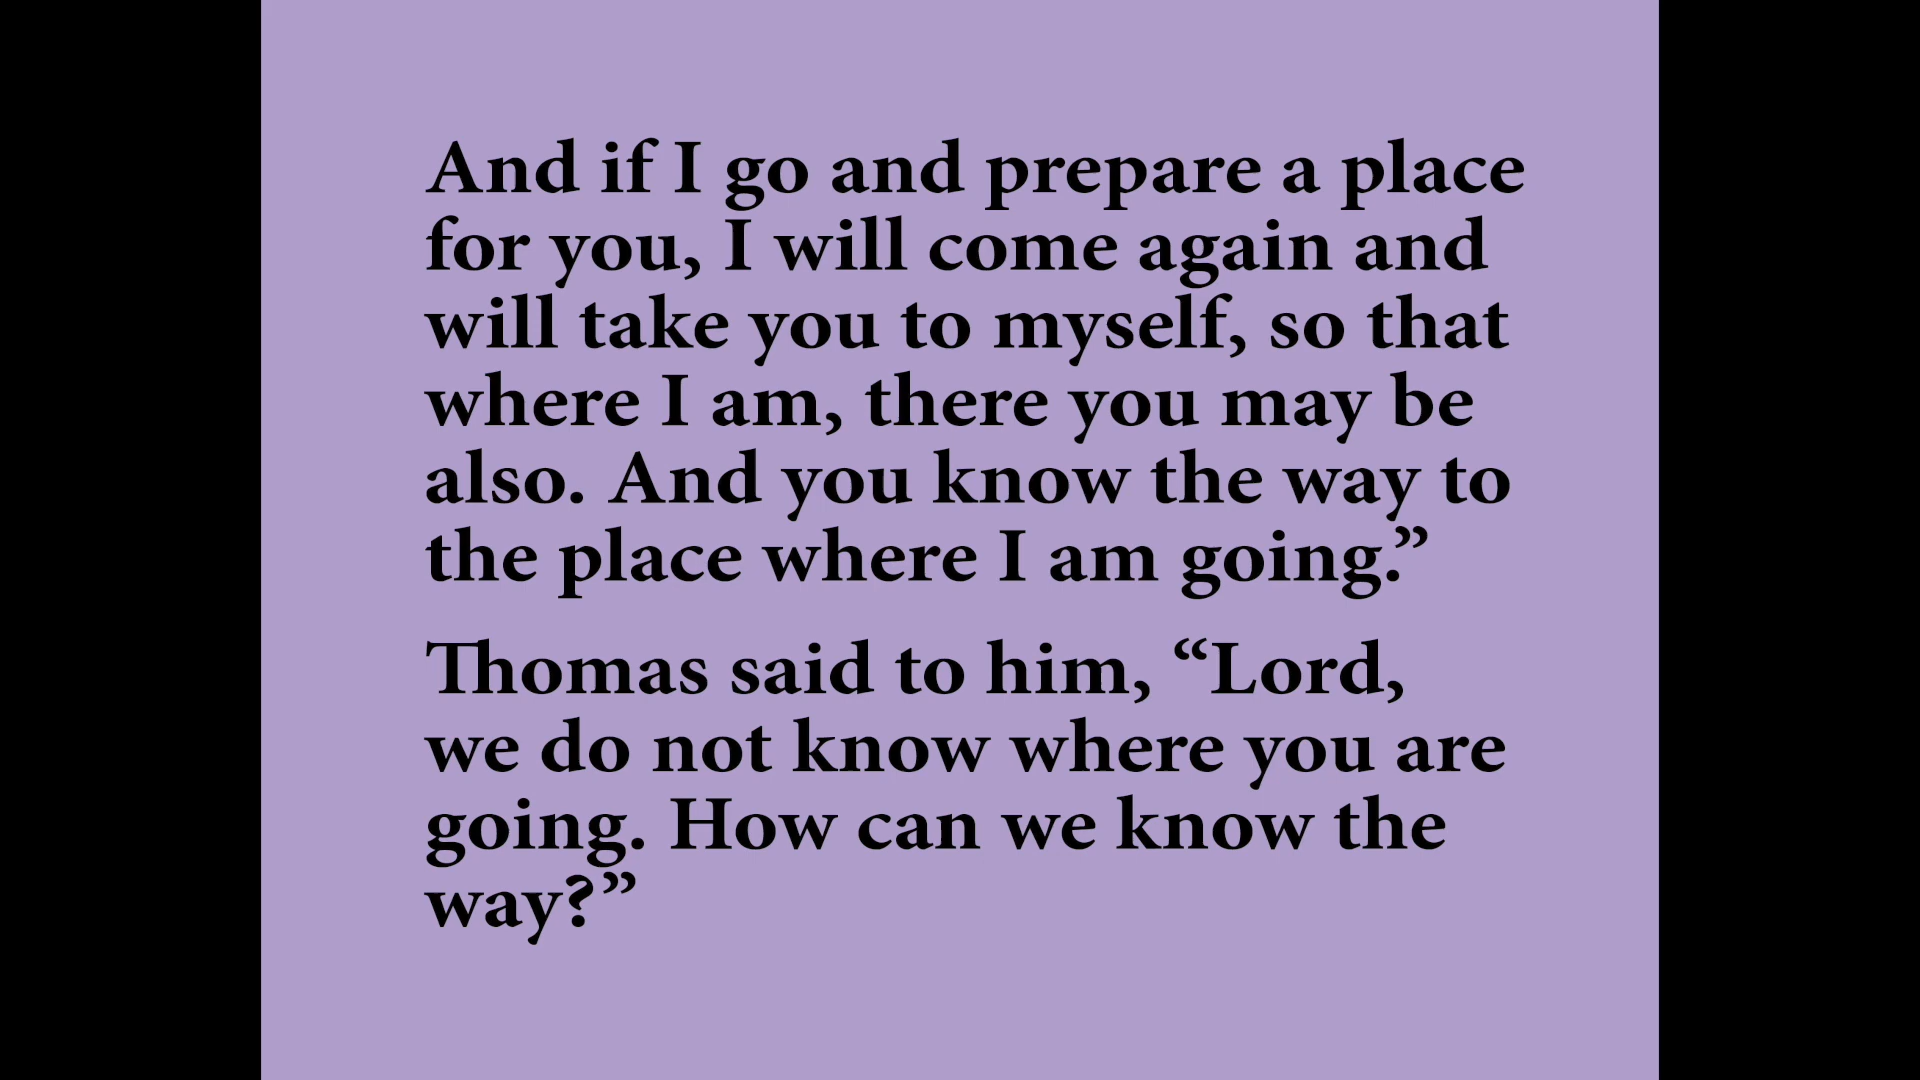 And if I go and prepare a place
for you, I will come again and
will take you to myself, so that
where I am, there you may be
also. And you know the way to
the place where I am going.”
Thomas said to him, “Lord,
we do not know where you are
going. How can we know the
way?”